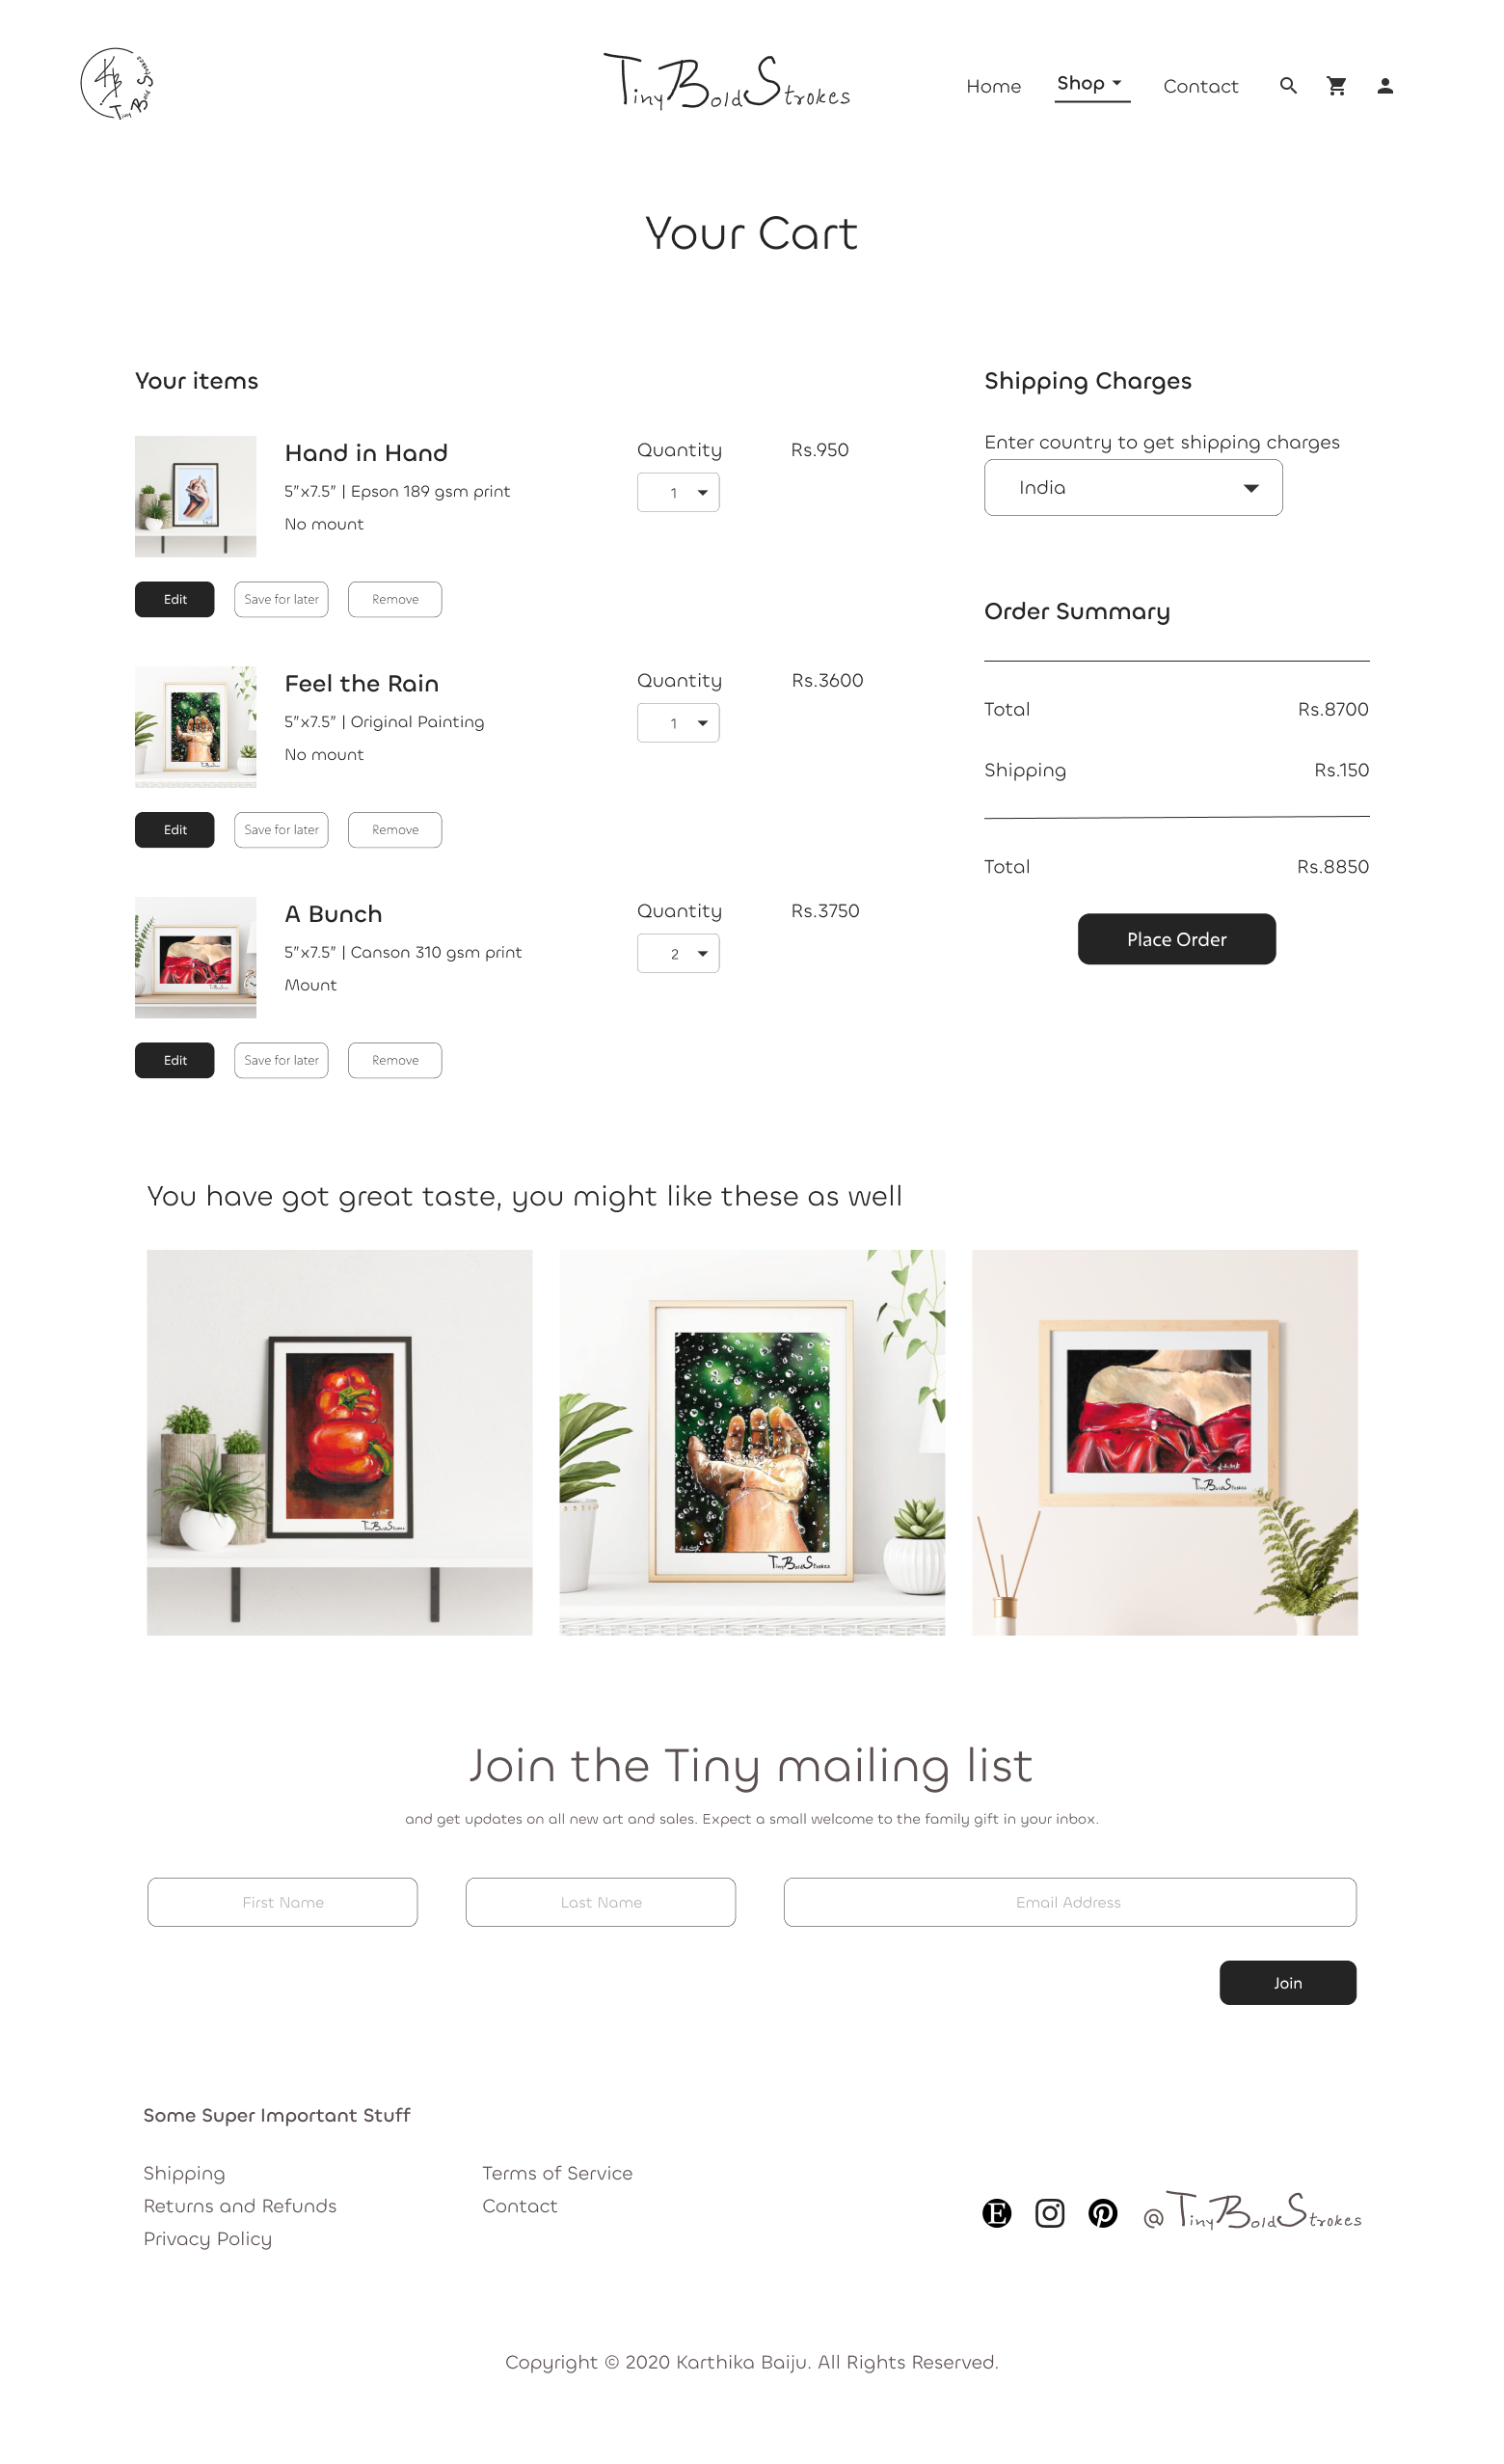 KB Tiny Bold Strokes
TinyBoldStrokes
Home Shop Contact
Your Cart
Your items
Hand in Hand
5”x7.5” | Epson 189 gsm print
No mount
Quantity
1
Rs.950
Edit Save for later Remove
Feel the Rain
5”x7.5” | Original Painting
No mount
Quantity
1
Rs.3600
Edit Save for later Remove
A Bunch
5”x7.5” | Canson 310 gsm print
Mount
Quantity
2
Rs.3750
Edit Save for later Remove
Shipping Charges
Enter country to get shipping charges
India
Order Summary
Total Rs.8700
Shipping Rs.150
Total Rs.8850
Place Order
You have got great taste, you might like these as well
TinyBoldStrokes
TinyBoldStrokes
TinyBoldStrokes
Join the Tiny mailing list
and get updates on all new art and sales. Expect a small welcome to the family gift in your inbox.
First Name Last Name Email Address
Join
Some Super Important Stuff
Shipping
Returns and Refunds
Privacy Policy
Terms of Service
Contact
E
@TinyBoldStrokes
Copyright © 2020 Karthika Baiju. All Rights Reserved.